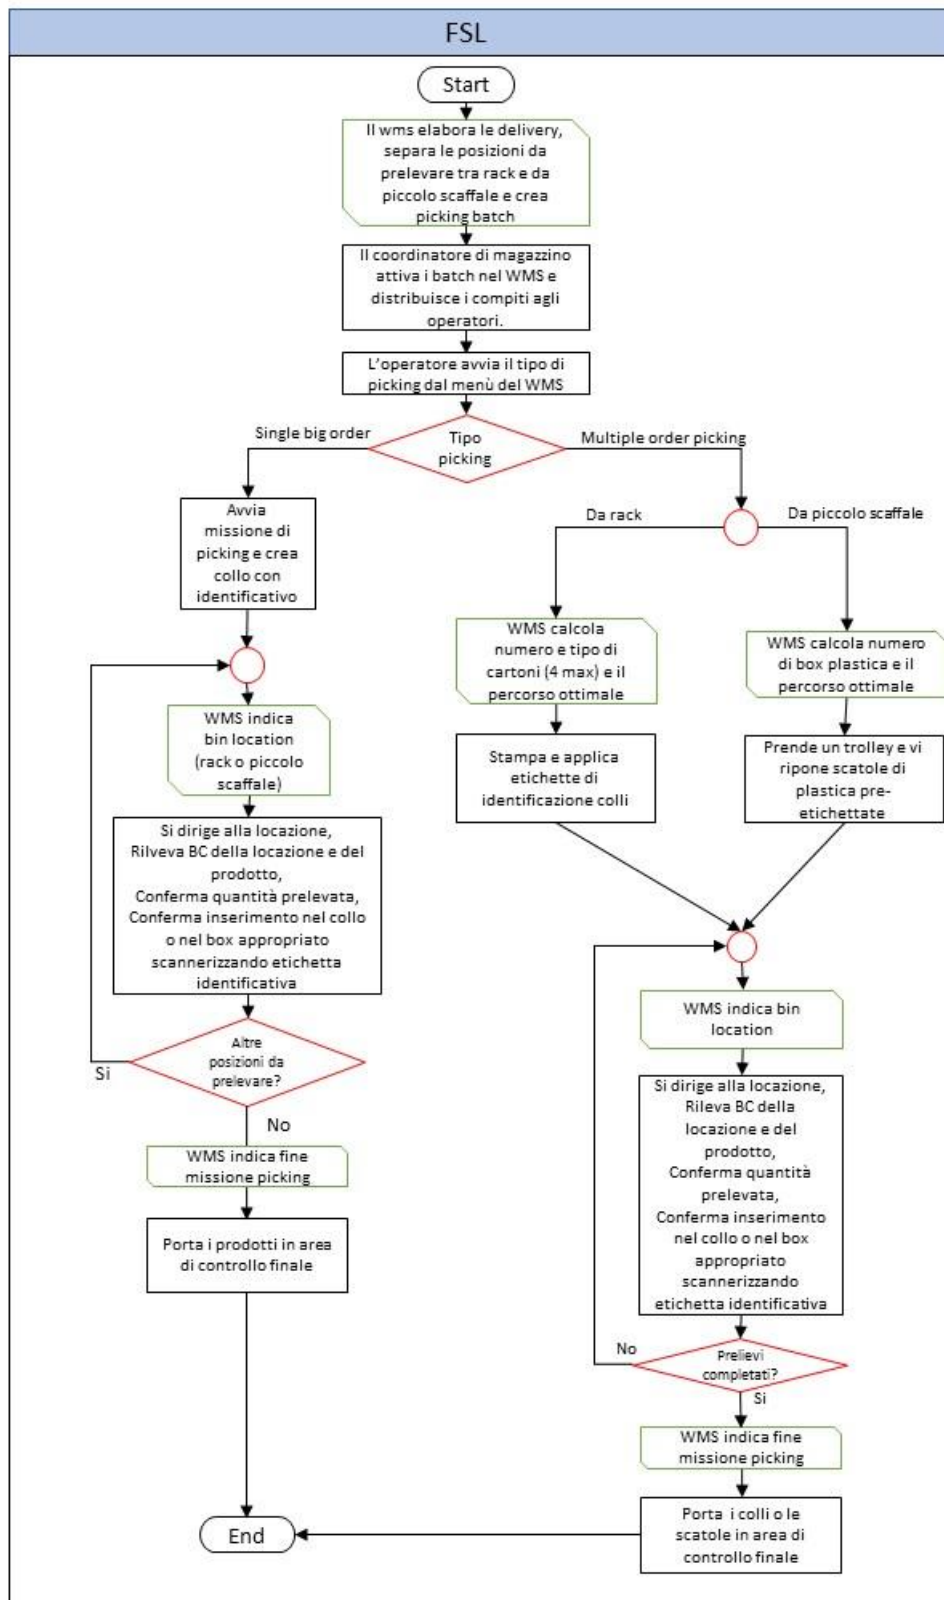 FSL
Start
Il wms elabora le delivery,
separa le posizioni da
prelevare tra rack e da
piccolo scaffale e crea
picking batch
Il coordinatore di magazzino
attiva i batch nel WMS e
distribuisce i compiti agli
operatori.
L'operatore avvia il tipo di
picking dal menù del WMS
Single big order
Tipo
picking
Multiple order picking
Avvia
missione di
picking e crea
collo con
identificativo
Da rack
Da piccolo scaffale
WMS calcola
numero e tipo di
cartoni (4 max) e il
percorso ottimale
WMS calcola numero
di box plastica e il
percorso ottimale
WMS indica
bin location
(rack o piccolo
scaffale)
Stampa e applica
etichette di
identificazione colli
Prende un trolley e vi
ripone scatole di
plastica pre-
etichettate
Si dirige alla locazione,
Rilveva BC della locazione e del
prodotto,
Conferma quantità prelevata,
Conferma inserimento nel collo
o nel box appropriato
scannerizzando etichetta
identificativa
WMS indica bin
location
Altre
posizioni da
prelevare?
Si
No
WMS indica fine
missione picking
Porta i prodotti in area
di controllo finale
Si dirige alla locazione,
Rileva BC della
locazione e del
prodotto,
Conferma quantità
prelevata,
Conferma inserimento
nel collo o nel box
appropriato
scannerizzando
etichetta identificativa
No
Prelievi
completati?
Si
WMS indica fine
missione picking
Porta i colli o le
scatole in area di
controllo finale
End